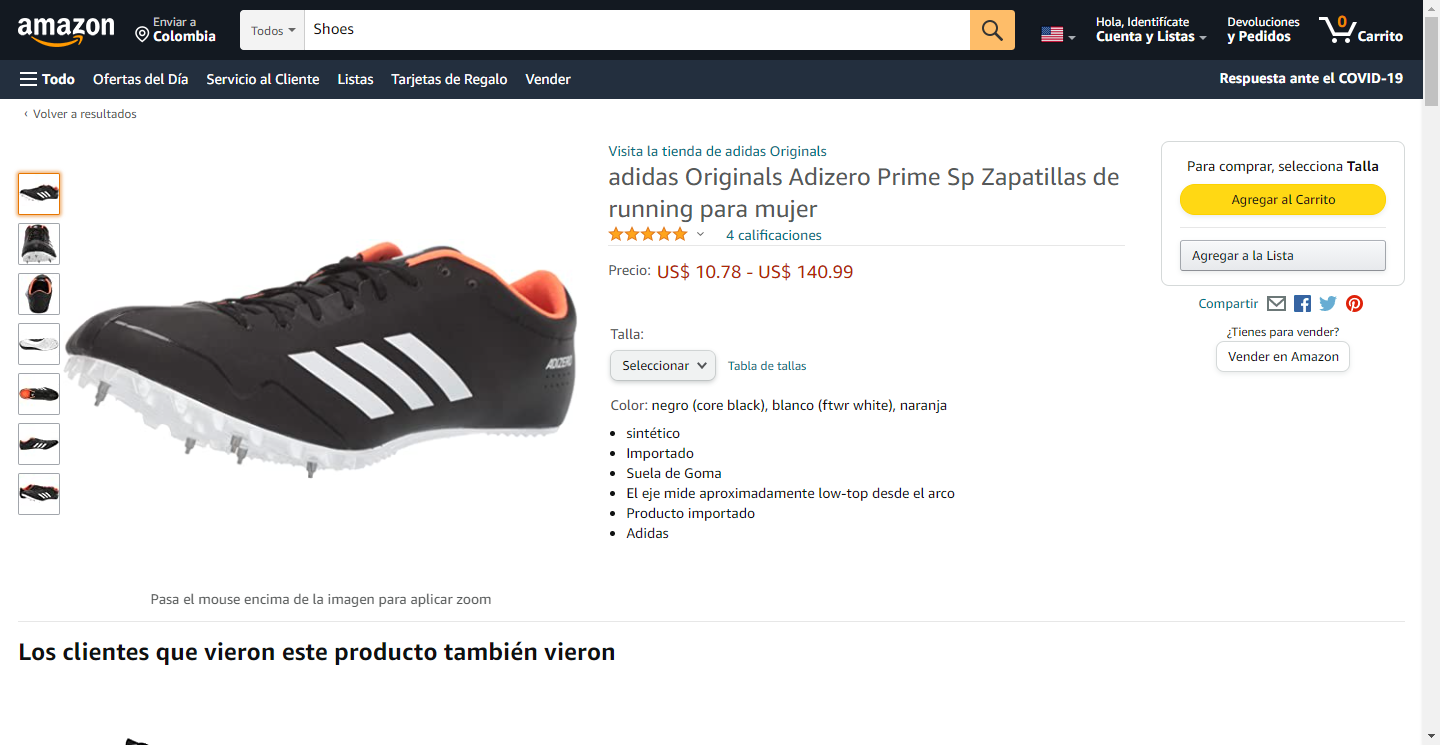 amazon
Enviar a
Colombia
Todos
Shoes
Hola, Identifícate
Cuenta y Listas
Devoluciones
y Pedidos
0
Carrito
Todo
Ofertas del Día
Servicio al Cliente
Listas
Tarjetas de Regalo
Vender
Respuesta ante el COVID-19
‹ Volver a resultados
Visita la tienda de adidas Originals
adidas Originals Adizero Prime Sp Zapatillas de
running para mujer
4 calificaciones
Precio: US$ 10.78 - US$ 140.99
Talla:
Seleccionar
Tabla de tallas
Color: negro (core black), blanco (ftwr white), naranja
• sintético
• Importado
• Suela de Goma
• El eje mide aproximadamente low-top desde el arco
• Producto importado
• Adidas
ADIZERO
Pasa el mouse encima de la imagen para aplicar zoom
Para comprar, selecciona Talla
Agregar al Carrito
Agregar a la Lista
Compartir
¿Tienes para vender?
Vender en Amazon
Los clientes que vieron este producto también vieron